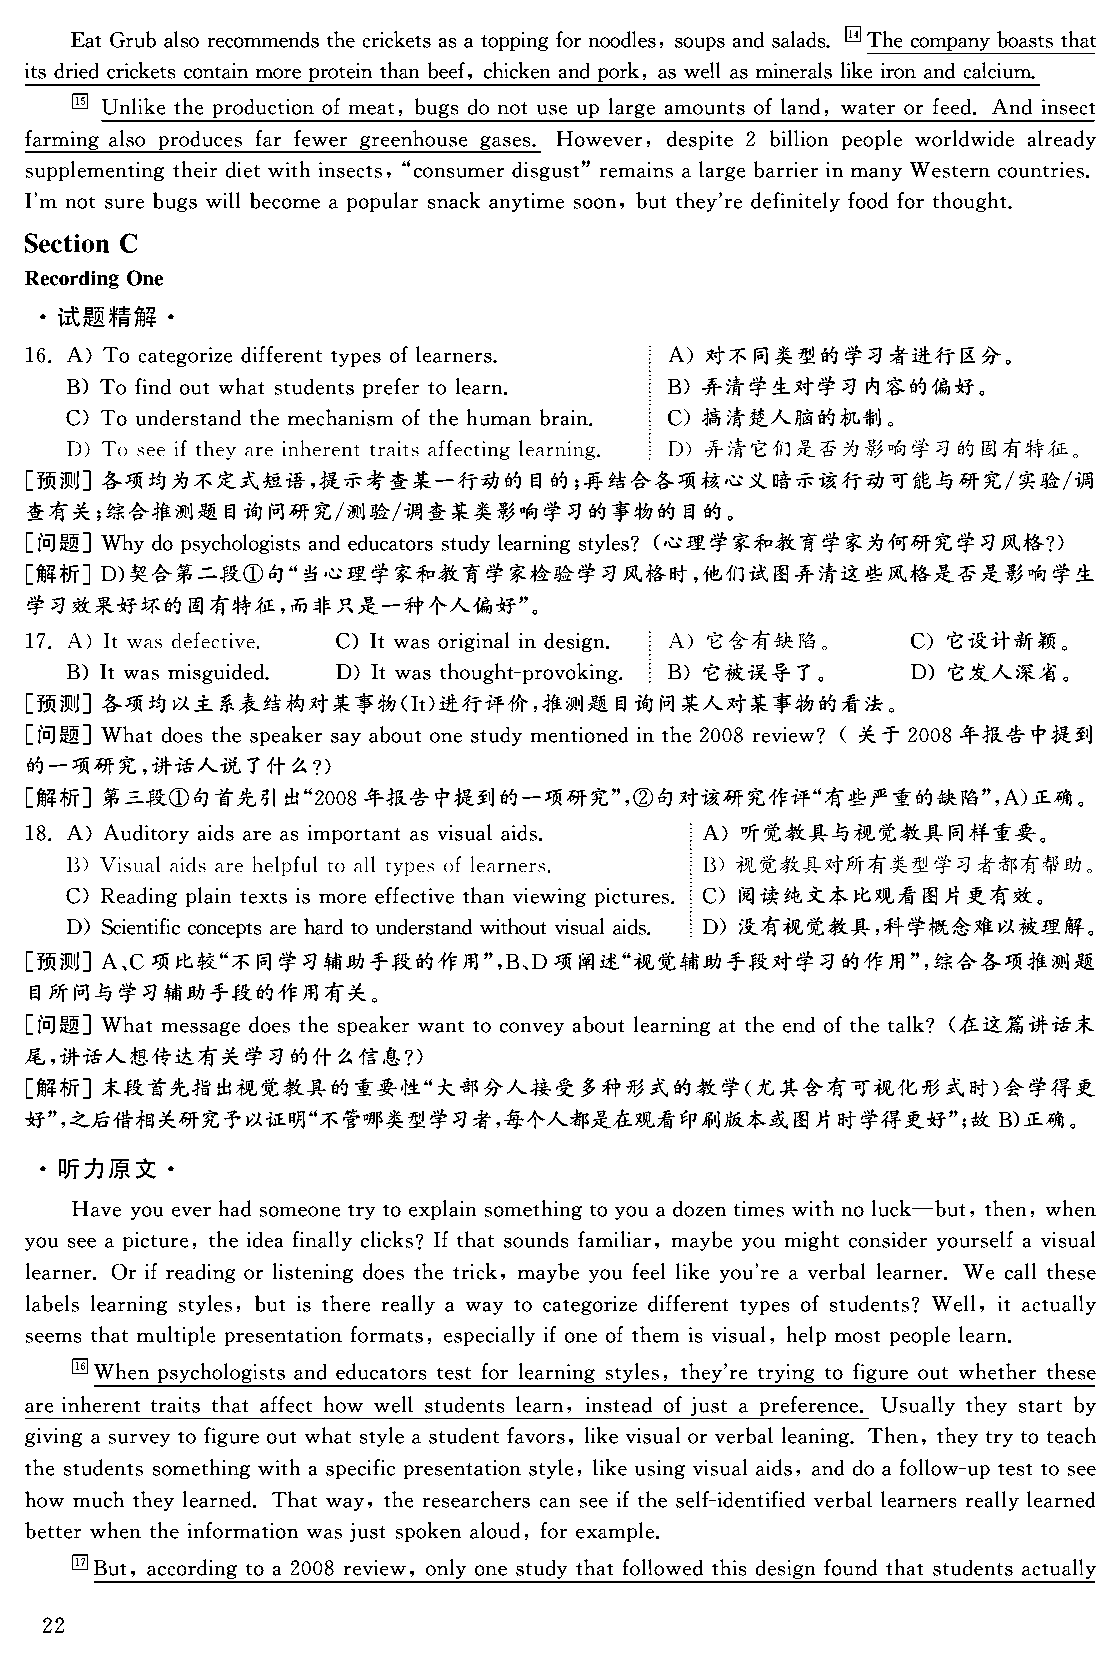 Eat Grub also recommends the crickets as a topping for noodles, soups and salads. [14] The company boasts that
its dried crickets contain more protein than beef, chicken and pork, as well as minerals like iron and calcium.
[15] Unlike the production of meat, bugs do not use up large amounts of land, water or feed. And insect
farming also produces far fewer greenhouse gases. However, despite 2 billion people worldwide already
supplementing their diet with insects, “consumer disgust” remains a large barrier in many Western countries.
I'm not sure bugs will become a popular snack anytime soon, but they're definitely food for thought.
Section C
Recording One
·试题精解·
16. A) To categorize different types of learners. A) 对不同类型的学习者进行区分。
B) To find out what students prefer to learn. B) 弄清学生对学习内容的偏好。
C) To understand the mechanism of the human brain. C) 搞清楚人脑的机制。
D) To see if they are inherent traits affecting learning. D) 弄清它们是否为影响学习的固有特征。
[预测] 各项均为不定式短语,提示考查某一行动的目的;再结合各项核心义暗示该行动可能与研究/实验/调
查有关;综合推测题目询问研究/测验/调查某类影响学习的事物的目的。
[问题] Why do psychologists and educators study learning styles? (心理学家和教育学家为何研究学习风格?)
[解析] D)契合第二段①句“当心理学家和教育学家检验学习风格时,他们试图弄清这些风格是否是影响学生
学习效果好坏的固有特征,而非只是一种个人偏好”。
17. A) It was defective. C) It was original in design. A) 它含有缺陷。 C) 它设计新颖。
B) It was misguided. D) It was thought-provoking. B) 它被误导了。 D) 它发人深省。
[预测] 各项均以主系表结构对某事物(It)进行评价,推测题目询问某人对某事物的看法。
[问题] What does the speaker say about one study mentioned in the 2008 review? ( 关于 2008 年报告中提到
的一项研究,讲话人说了什么?)
[解析] 第三段①句首先引出“2008 年报告中提到的一项研究”,②句对该研究作评“有些严重的缺陷”,A)正确。
18. A) Auditory aids are as important as visual aids. A) 听觉教具与视觉教具同样重要。
B) Visual aids are helpful to all types of learners. B) 视觉教具对所有类型学习者都有帮助。
C) Reading plain texts is more effective than viewing pictures. C) 阅读纯文本比观看图片更有效。
D) Scientific concepts are hard to understand without visual aids. D) 没有视觉教具,科学概念难以被理解。
[预测] A、C 项比较“不同学习辅助手段的作用”,B、D 项阐述“视觉辅助手段对学习的作用”,综合各项推测题
目所问与学习辅助手段的作用有关。
[问题] What message does the speaker want to convey about learning at the end of the talk? (在这篇讲话末
尾,讲话人想传达有关学习的什么信息?)
[解析] 末段首先指出视觉教具的重要性“大部分人接受多种形式的教学(尤其含有可视化形式时)会学得更
好”,之后借相关研究予以证明“不管哪类型学习者,每个人都是在观看印刷版本或图片时学得更好”;故 B)正确。
·听力原文·
Have you ever had someone try to explain something to you a dozen times with no luck—but, then, when
you see a picture, the idea finally clicks? If that sounds familiar, maybe you might consider yourself a visual
learner. Or if reading or listening does the trick, maybe you feel like you're a verbal learner. We call these
labels learning styles, but is there really a way to categorize different types of students? Well, it actually
seems that multiple presentation formats, especially if one of them is visual, help most people learn.
[16] When psychologists and educators test for learning styles, they're trying to figure out whether these
are inherent traits that affect how well students learn, instead of just a preference. Usually they start by
giving a survey to figure out what style a student favors, like visual or verbal leaning. Then, they try to teach
the students something with a specific presentation style, like using visual aids, and do a follow-up test to see
how much they learned. That way, the researchers can see if the self-identified verbal learners really learned
better when the information was just spoken aloud, for example.
[17] But, according to a 2008 review, only one study that followed this design found that students actually
22